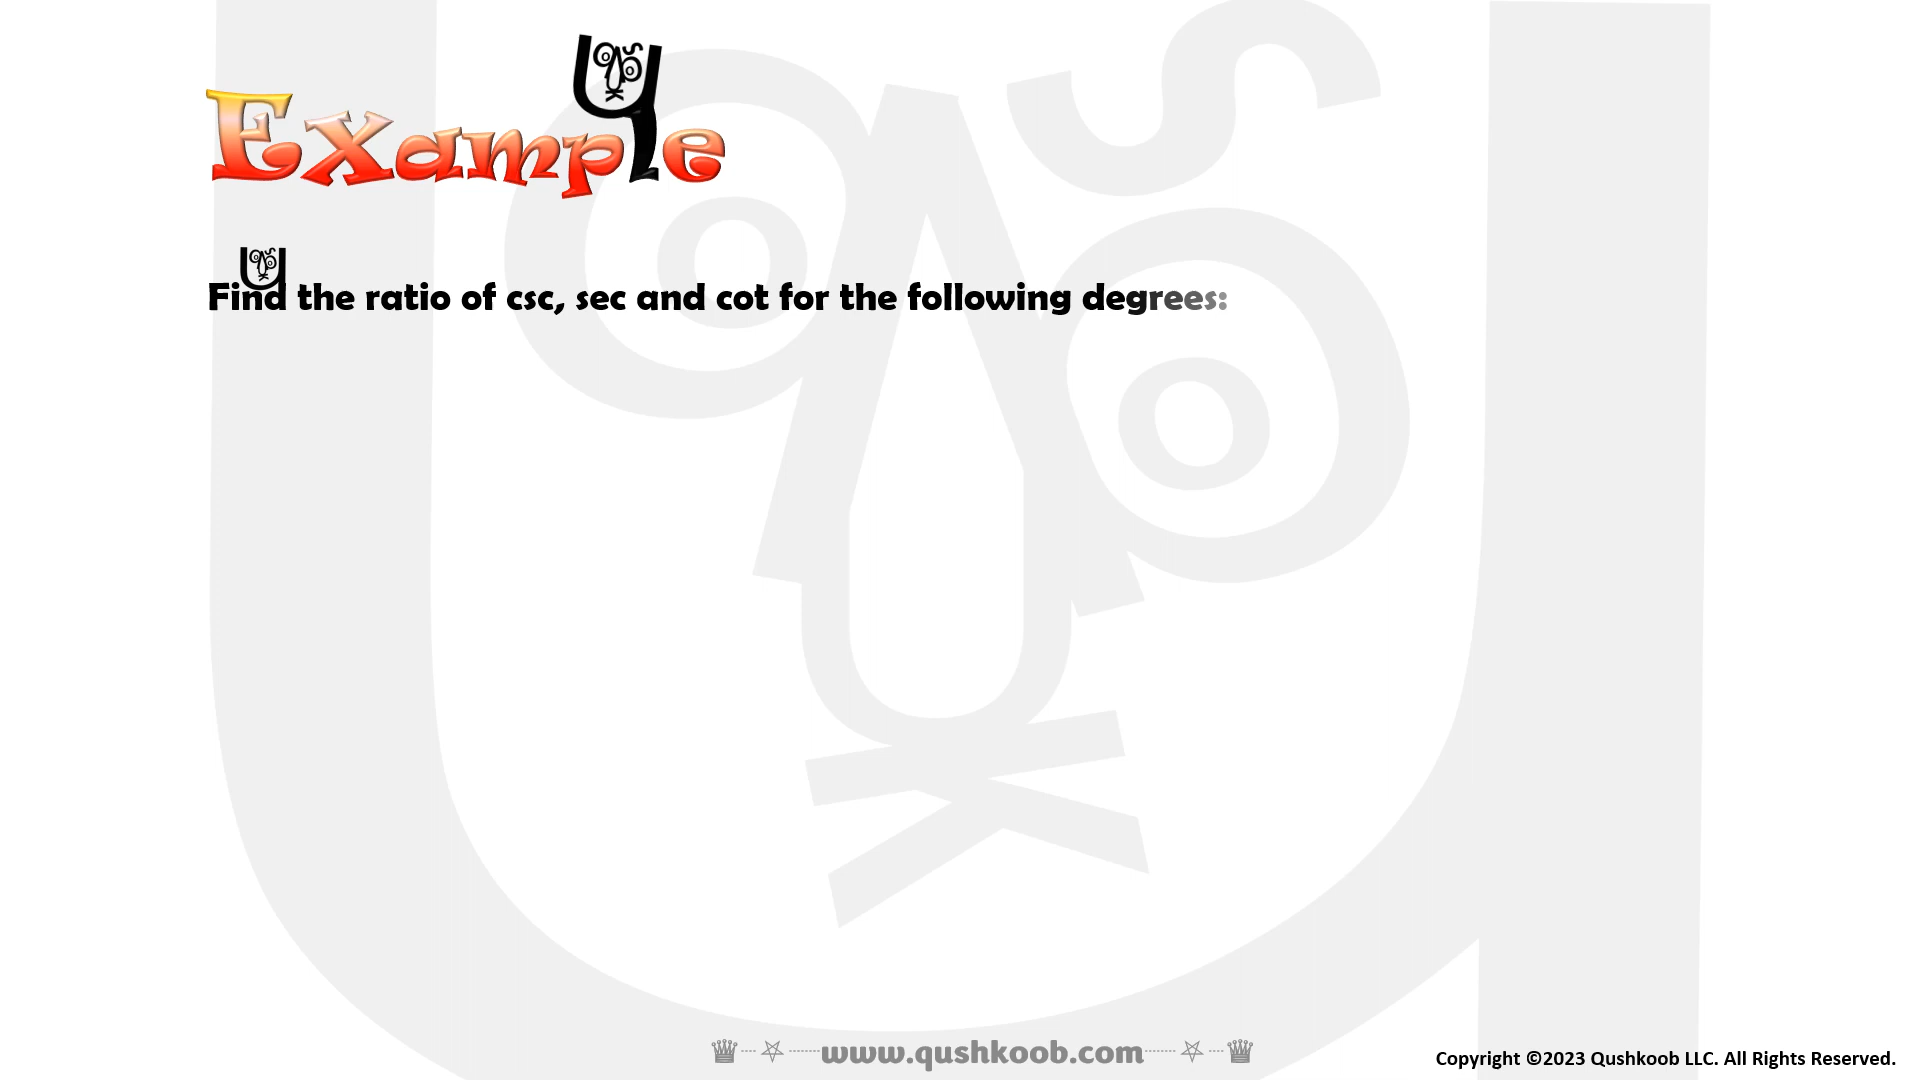 Example
Find the ratio of csc, sec and cot for the following degrees:
www.qushkoob.com
Copyright ©2023 Qushkoob LLC. All Rights Reserved.